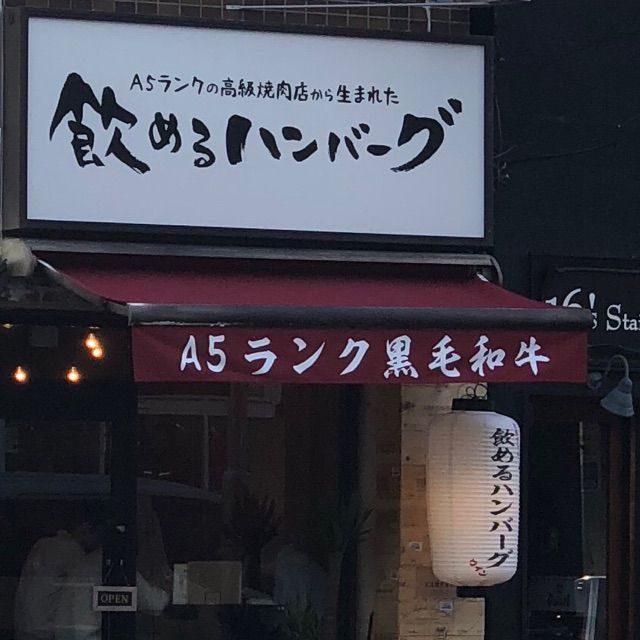 A5ランクの高級焼肉店から生まれた
飲めるハンバーグ
A5ランク黒毛和牛
飲めるハンバーグ
OPEN
16's Stai